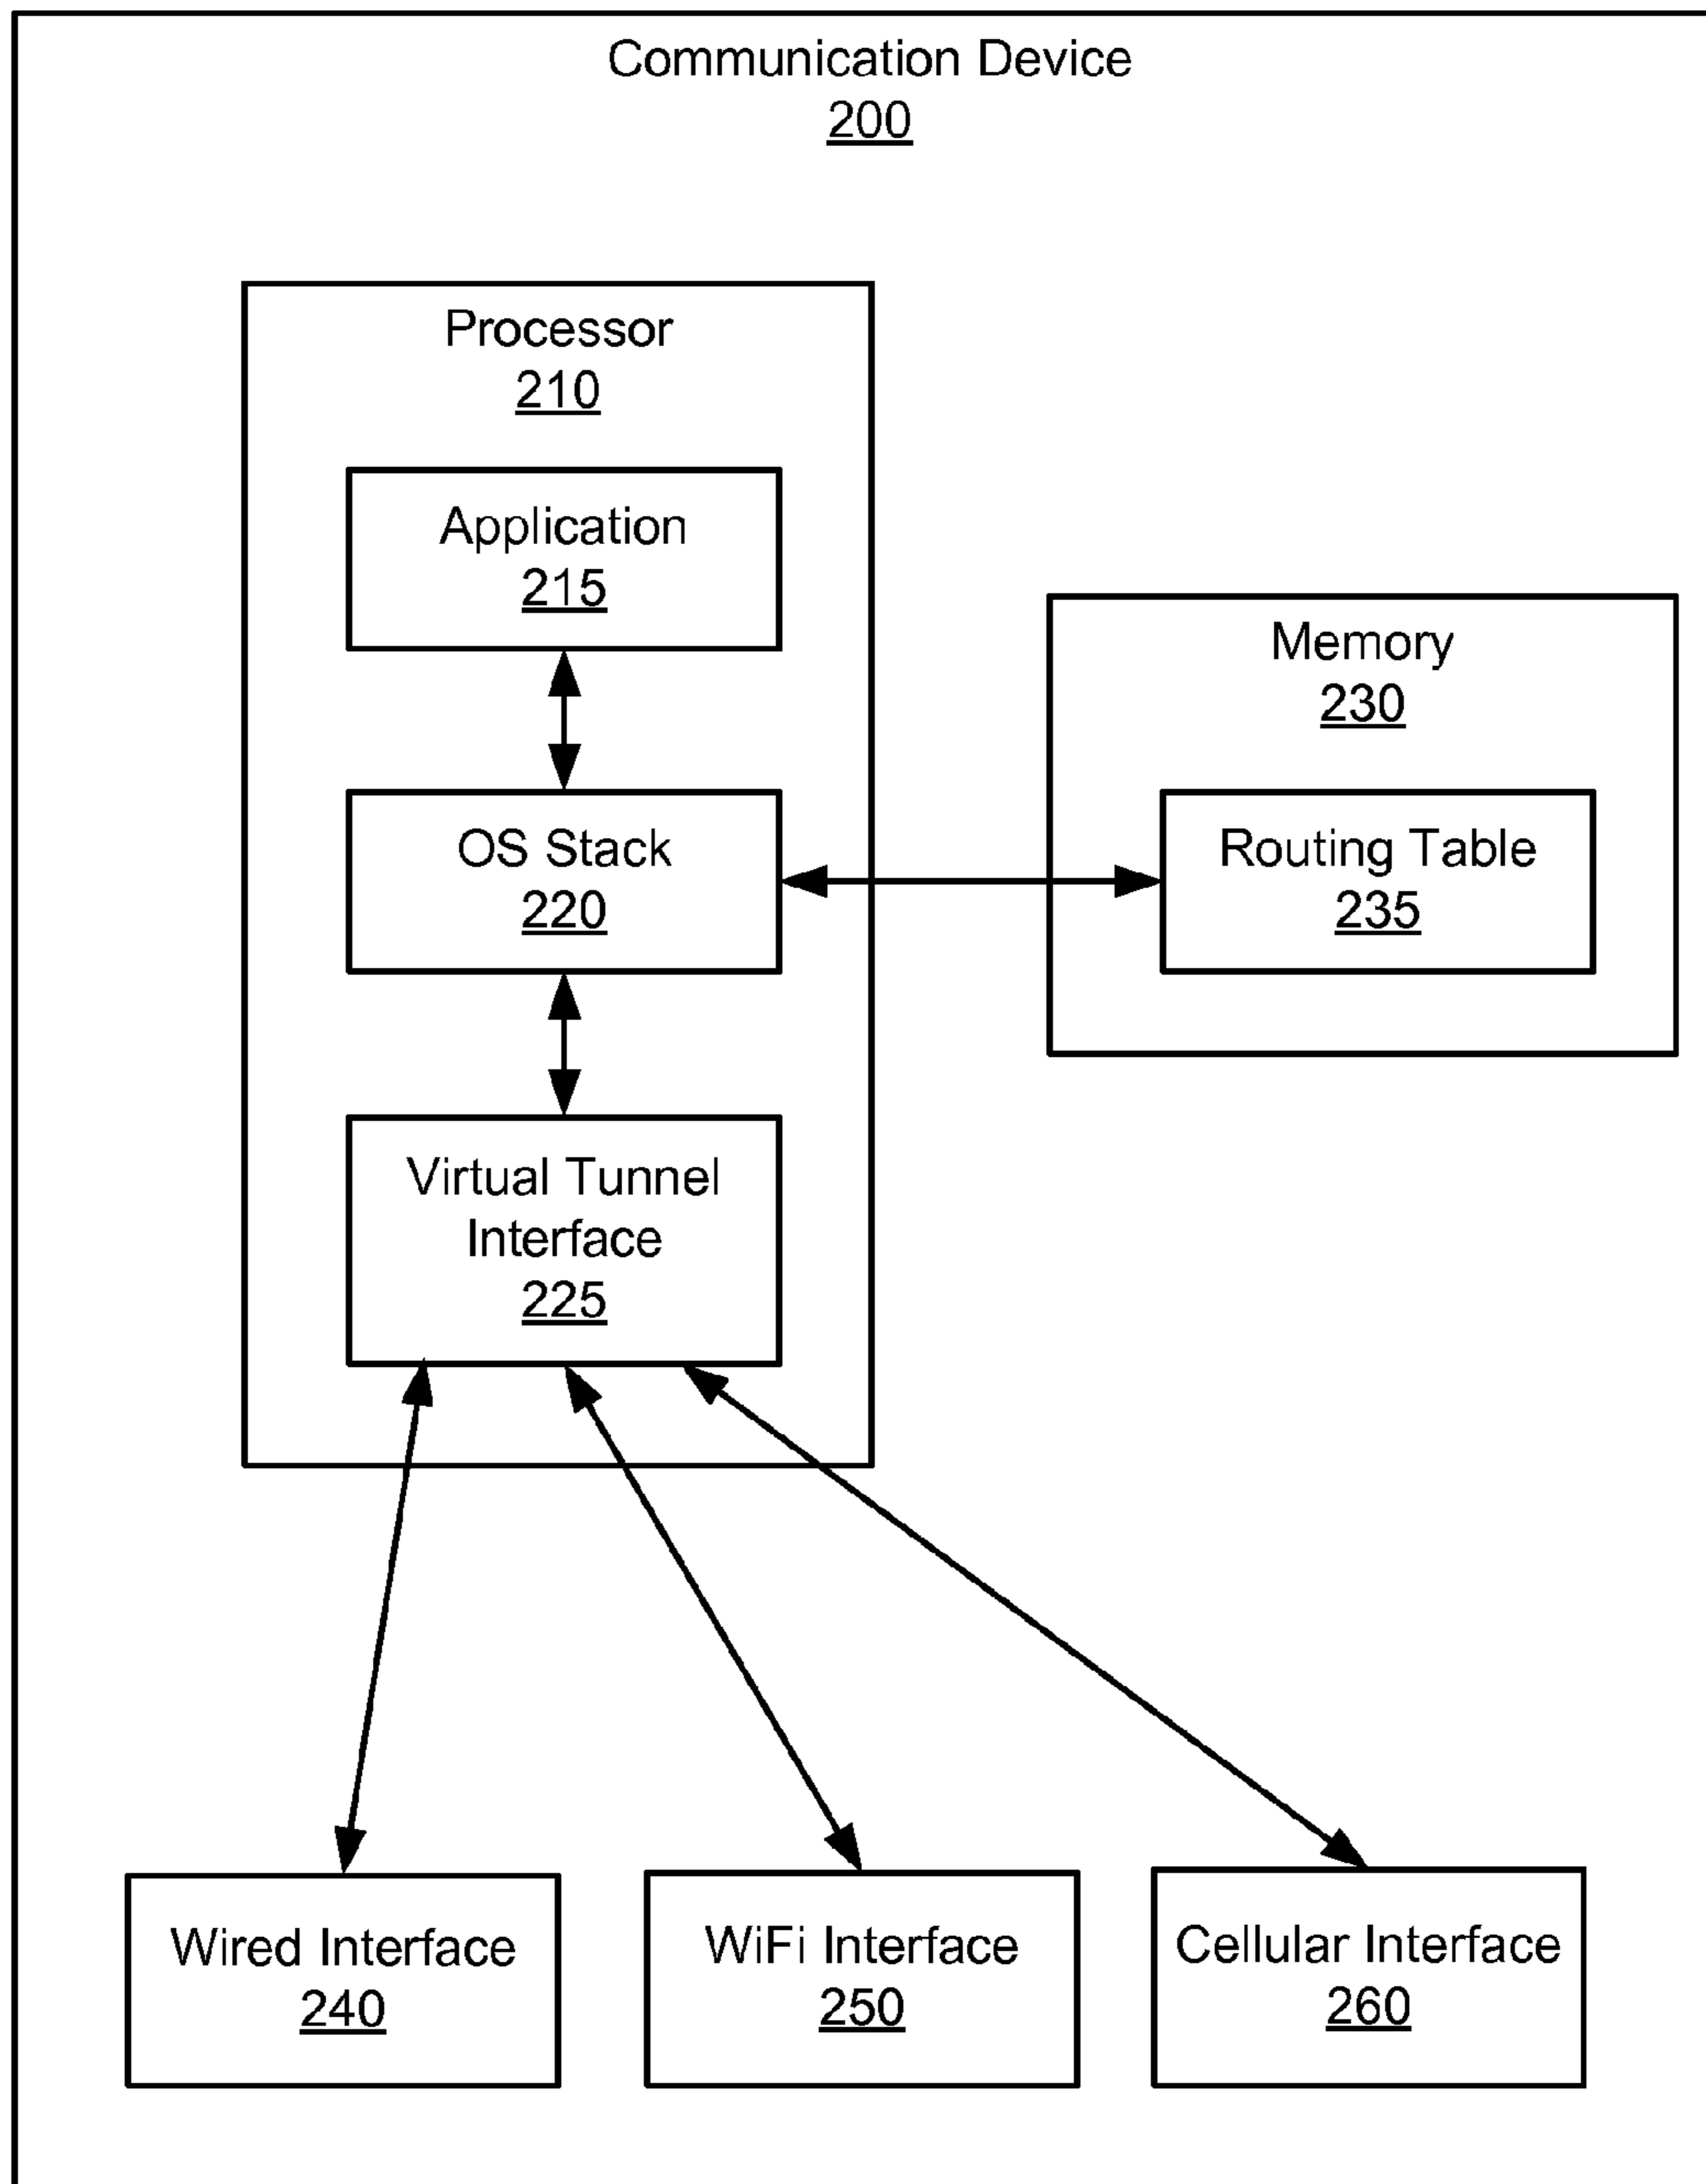 Communication Device
200
Processor
210
Application
215
Memory
230
OS Stack
220
Routing Table
235
Virtual Tunnel
Interface
225
Wired Interface
240
WiFi Interface
250
Cellular Interface
260